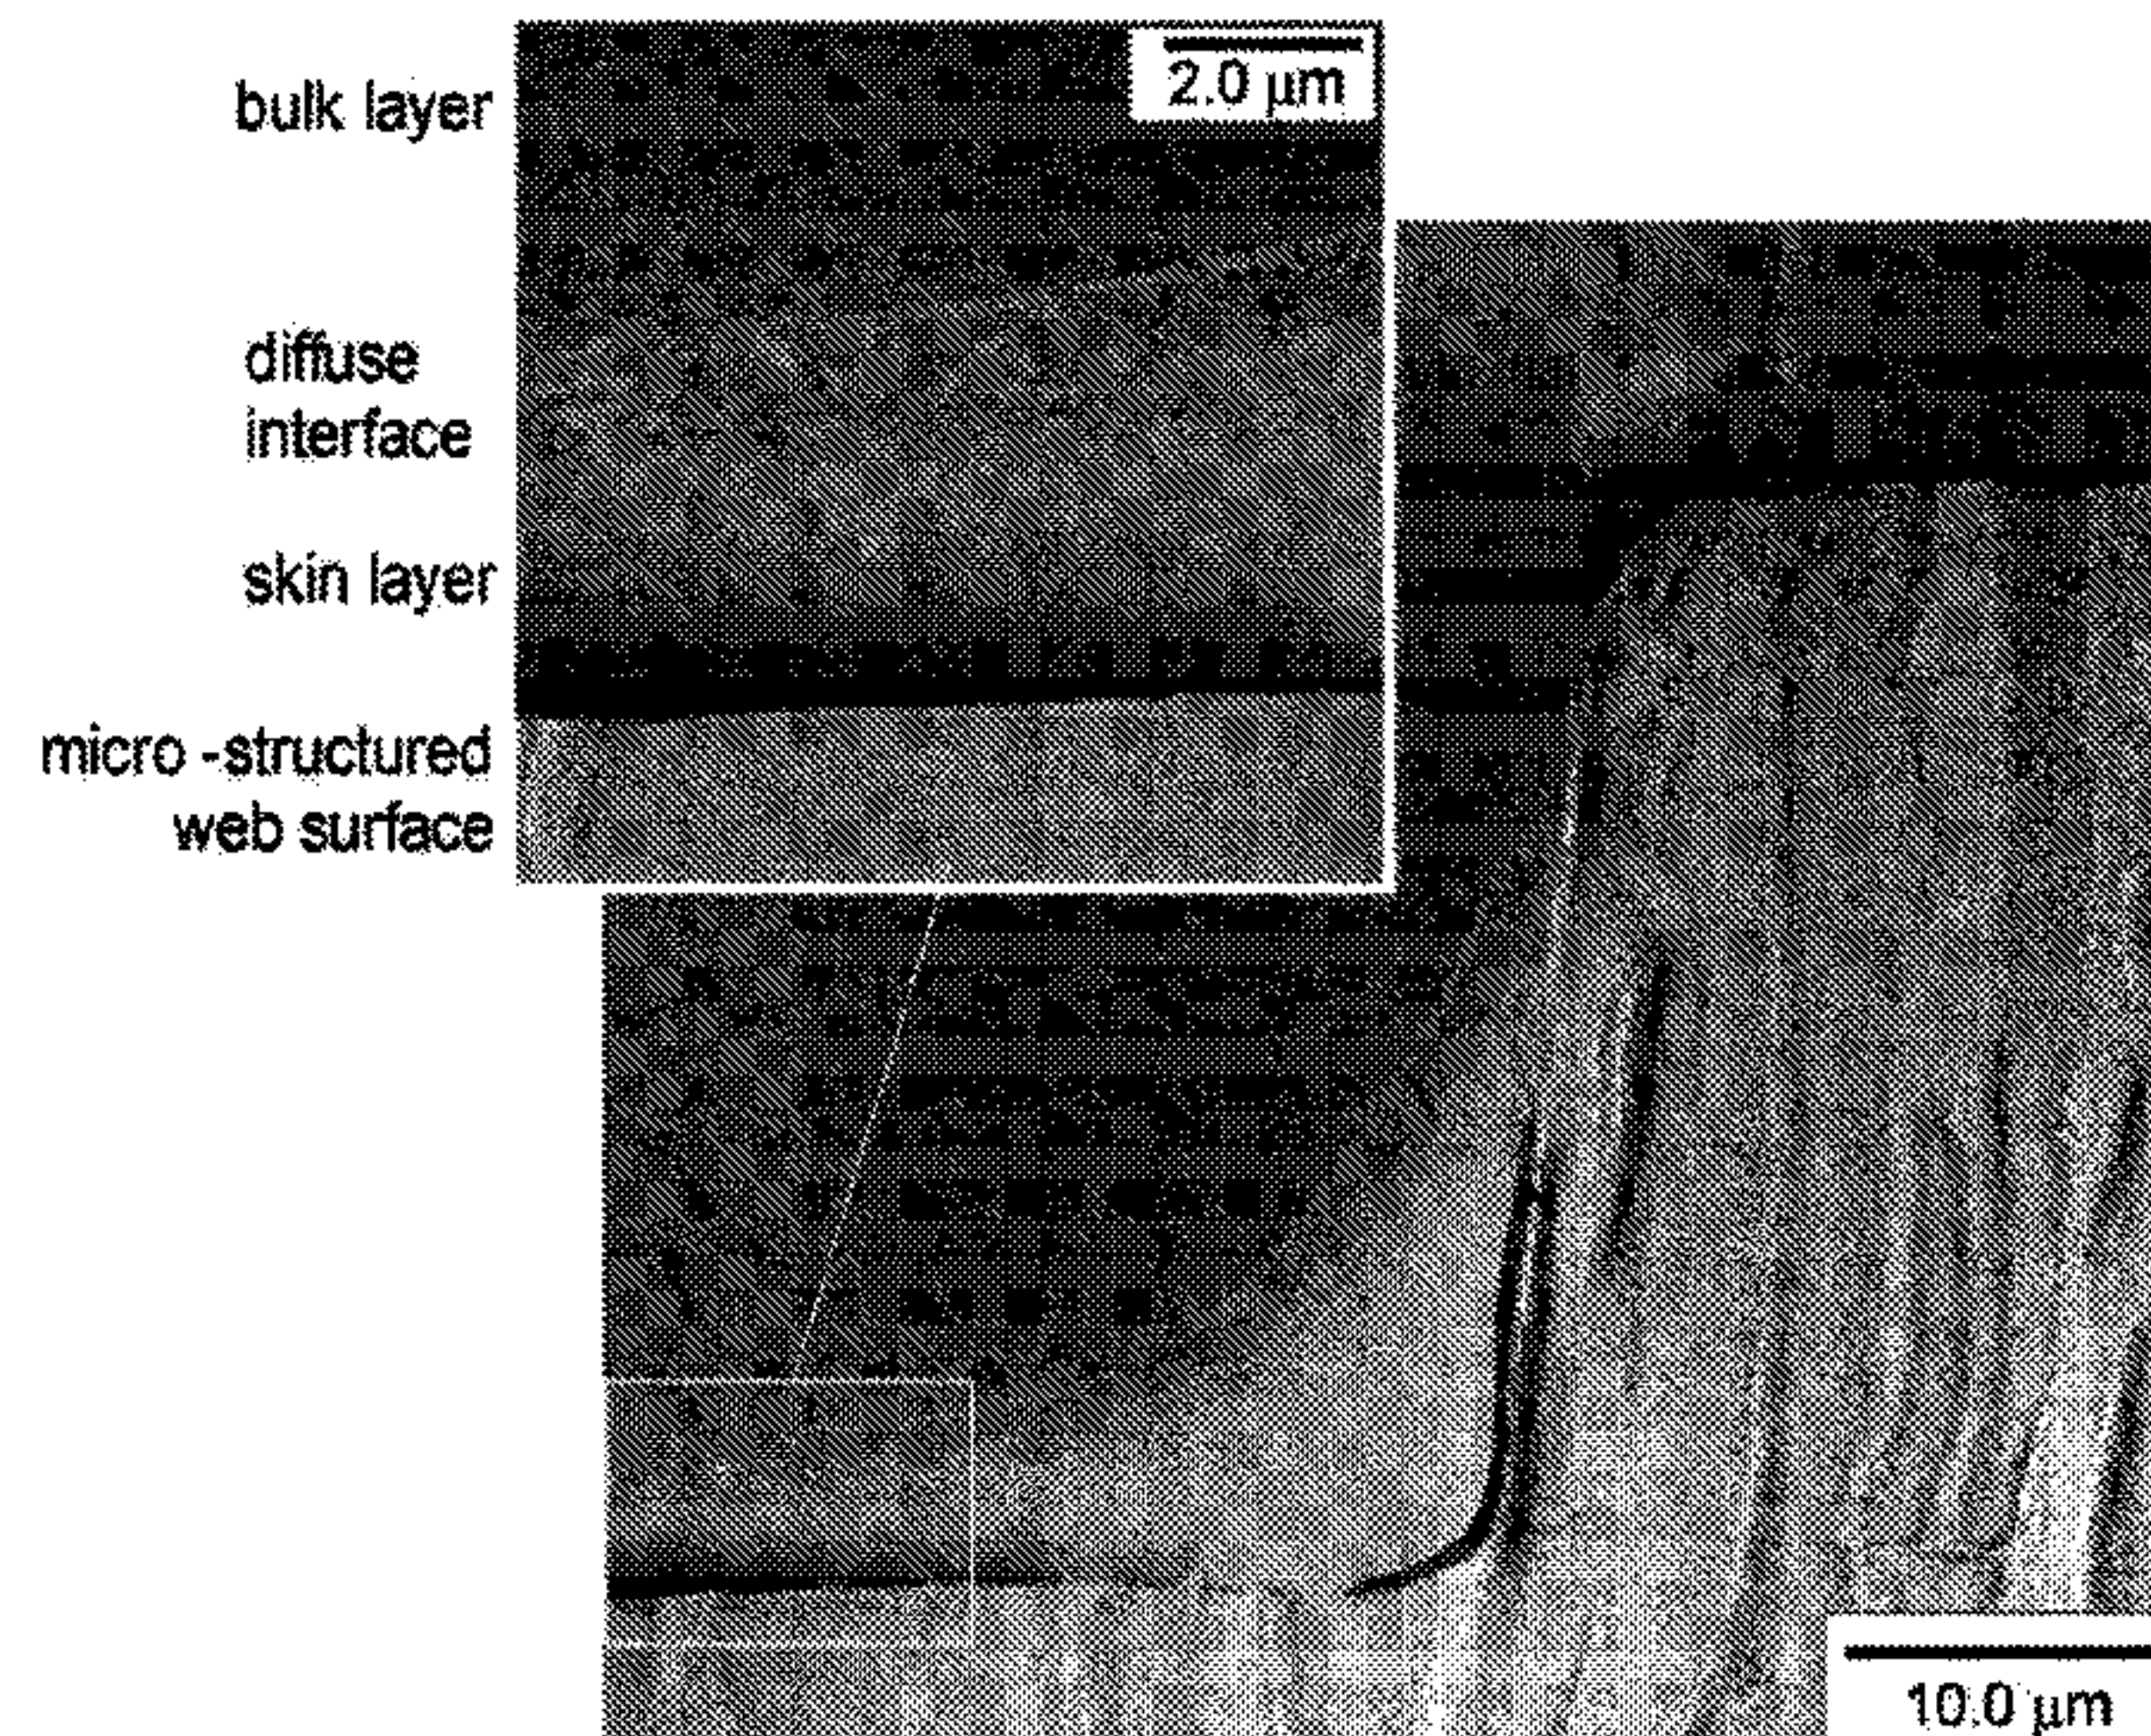 2.0 µm
bulk layer
diffuse
interface
skin layer
micro -structured
web surface
10.0 µm